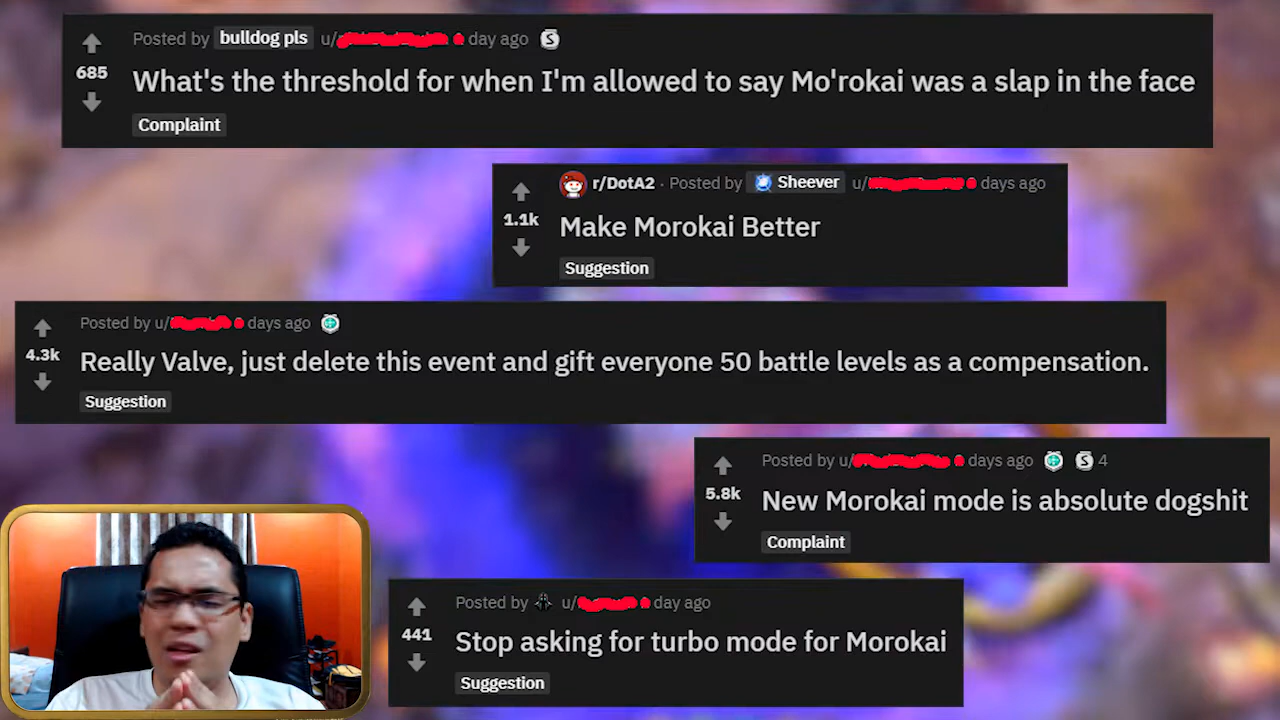 Posted by bulldog pls u/ day ago
685
What's the threshold for when I'm allowed to say Mo'rokai was a slap in the face
Complaint
r/DotA2 · Posted by Sheever u/ days ago
1.1k
Make Morokai Better
Suggestion
Posted by u/ days ago
4.3k
Really Valve, just delete this event and gift everyone 50 battle levels as a compensation.
Suggestion
Posted by u/ days ago S 4
5.8k
New Morokai mode is absolute dogshit
Complaint
Posted by u/ day ago
441
Stop asking for turbo mode for Morokai
Suggestion